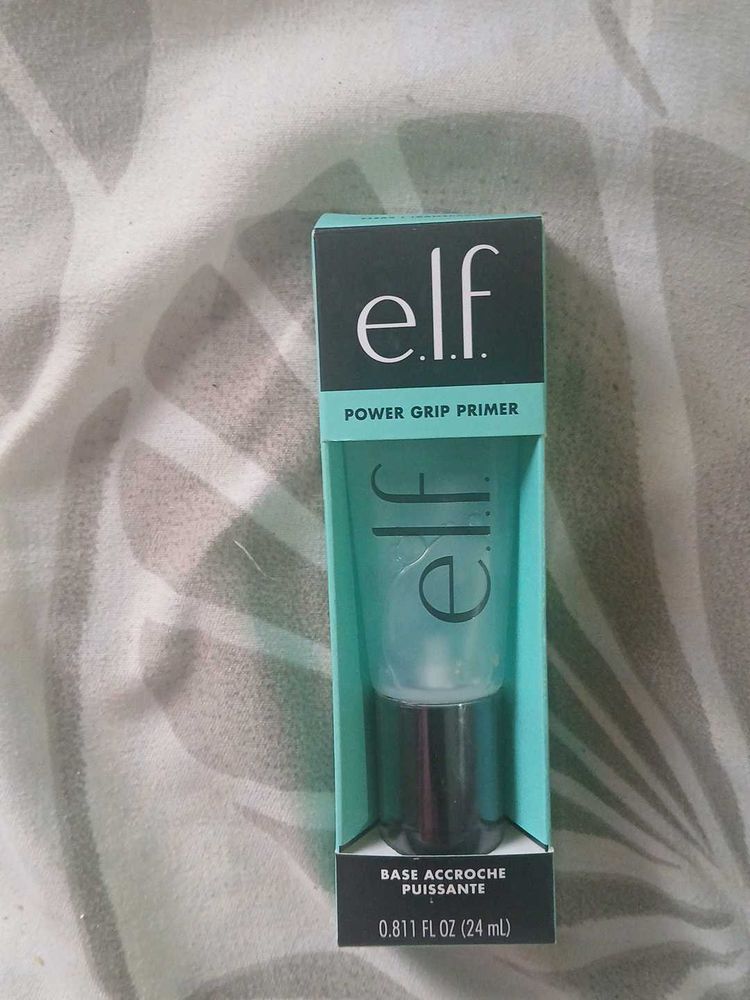 e.l.f.
POWER GRIP PRIMER
e.l.f.
BASE ACCROCHE
PUISSANTE
0.811 FL OZ (24 mL)